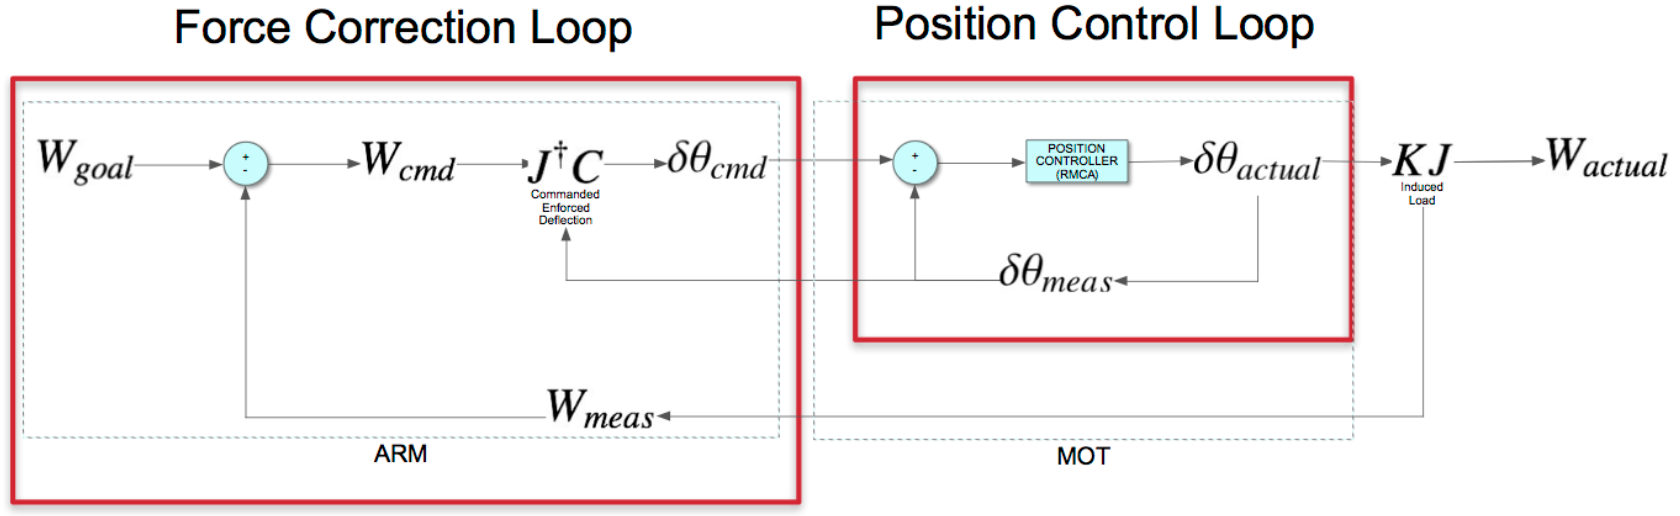 Force Correction Loop
Position Control Loop
W_goal
+
-
W_cmd
J†C
Commanded
Enforced
Deflection
δθ_cmd
+
-
POSITION
CONTROLLER
(RMCA)
δθ_actual
KJ
Induced
Load
W_actual
δθ_meas
W_meas
ARM
MOT